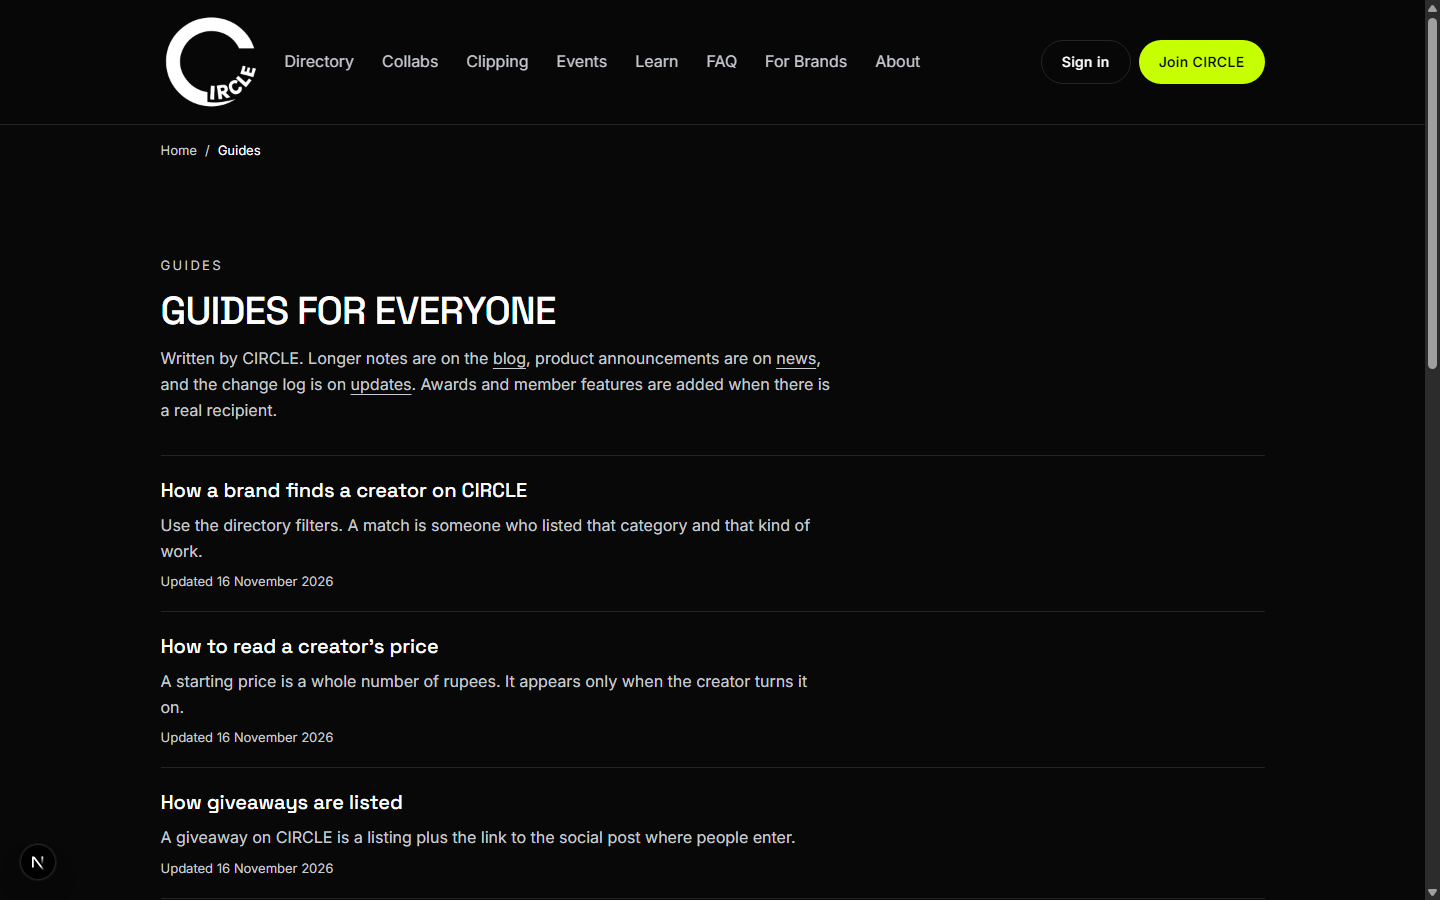 CIRCLE
Directory
Collabs
Clipping
Events
Learn
FAQ
For Brands
About
Sign in
Join CIRCLE
Home / Guides
GUIDES
GUIDES FOR EVERYONE
Written by CIRCLE. Longer notes are on the blog, product announcements are on news,
and the change log is on updates. Awards and member features are added when there is
a real recipient.
How a brand finds a creator on CIRCLE
Use the directory filters. A match is someone who listed that category and that kind of
work.
Updated 16 November 2026
How to read a creator's price
A starting price is a whole number of rupees. It appears only when the creator turns it
on.
Updated 16 November 2026
How giveaways are listed
A giveaway on CIRCLE is a listing plus the link to the social post where people enter.
Updated 16 November 2026
N